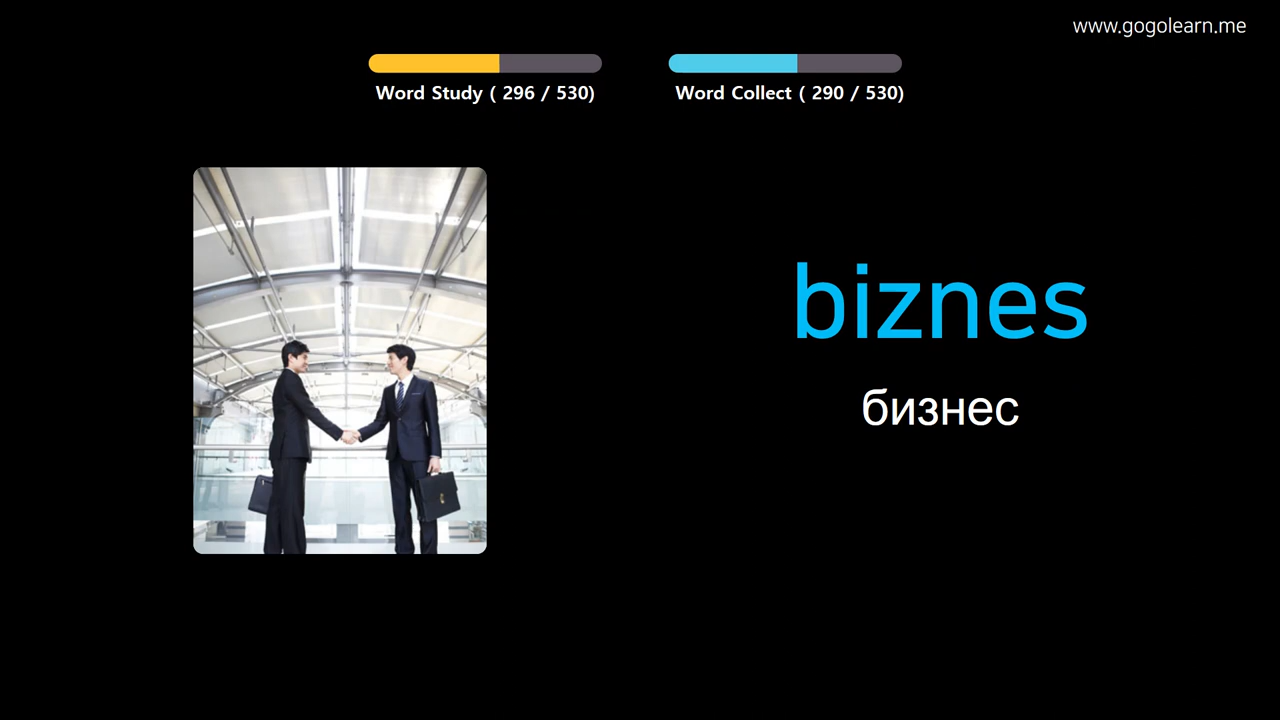 www.gogolearn.me
Word Study ( 296 / 530)
Word Collect ( 290 / 530)
biznes
бизнес